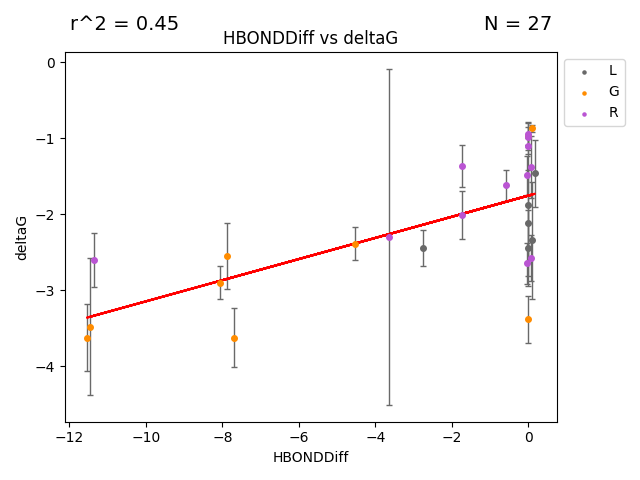 r^2 = 0.45
N = 27
HBONDDiff vs deltaG
L
G
R
0
−1
−2
−3
−4
deltaG
−12
−10
−8
−6
−4
−2
0
HBONDDiff